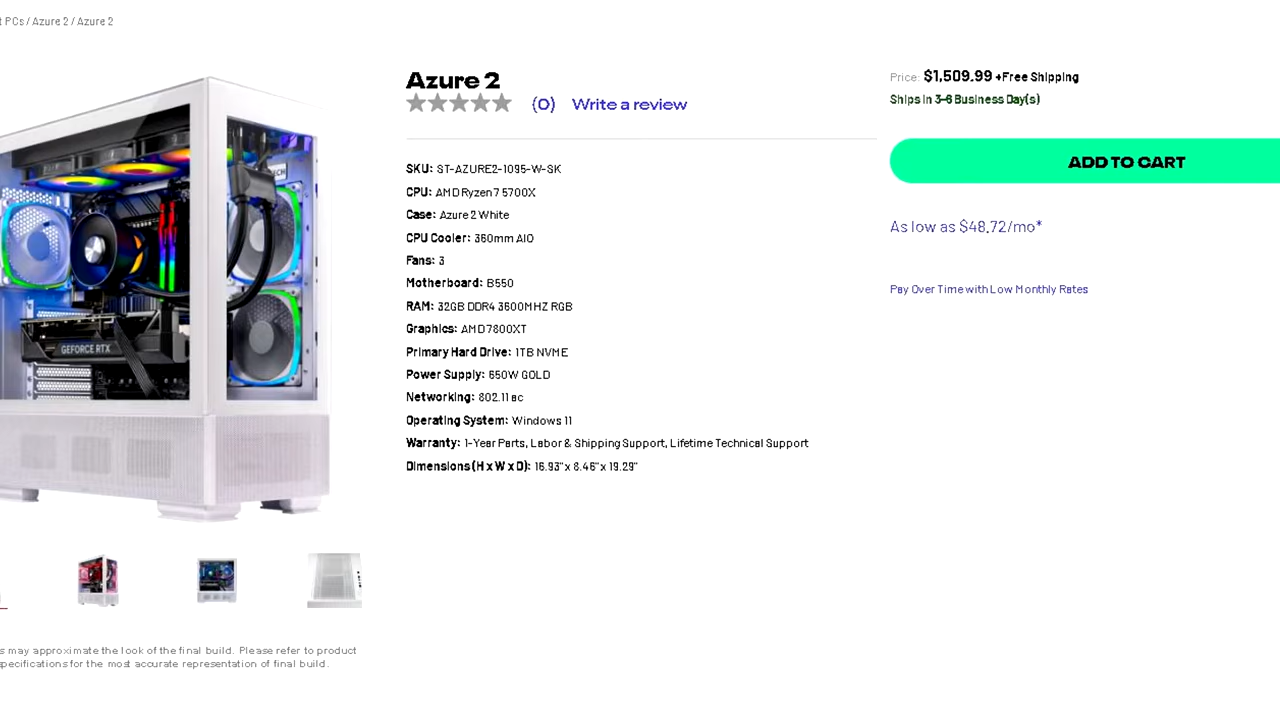 PCs / Azure 2 / Azure 2
Azure 2
(0) Write a review
SKU: ST-AZURE2-1095-W-SK
CPU: AMD Ryzen 7 5700X
Case: Azure 2 White
CPU Cooler: 360mm AIO
Fans: 3
Motherboard: B550
RAM: 32GB DDR4 3600MHZ RGB
Graphics: AMD 7800XT
Primary Hard Drive: 1TB NVME
Power Supply: 650W GOLD
Networking: 802.11 ac
Operating System: Windows 11
Warranty: 1-Year Parts, Labor & Shipping Support, Lifetime Technical Support
Dimensions (H x W x D): 16.93" x 8.46" x 19.29"
Price: $1,509.99 +Free Shipping
Ships in 3-6 Business Day(s)
ADD TO CART
As low as $48.72/mo*
Pay Over Time with Low Monthly Rates
GEFORCE RTX
may approximate the look of the final build. Please refer to product
specifications for the most accurate representation of final build.